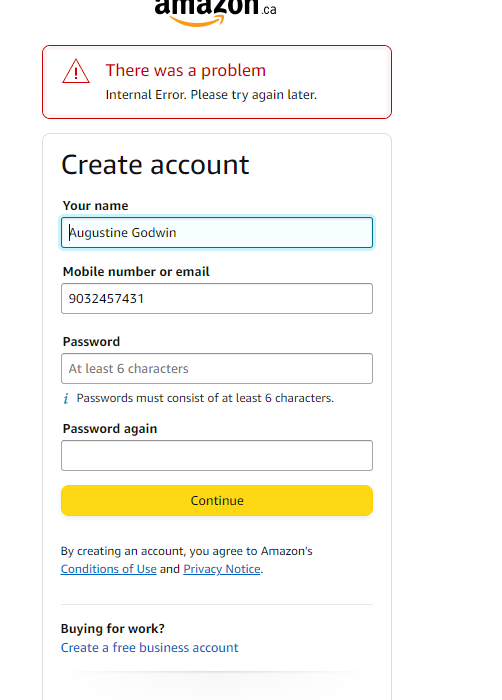 amazon.ca
There was a problem
Internal Error. Please try again later.
Create account
Your name
Augustine Godwin
Mobile number or email
9032457431
Password
At least 6 characters
i Passwords must consist of at least 6 characters.
Password again
Continue
By creating an account, you agree to Amazon's
Conditions of Use and Privacy Notice.
Buying for work?
Create a free business account